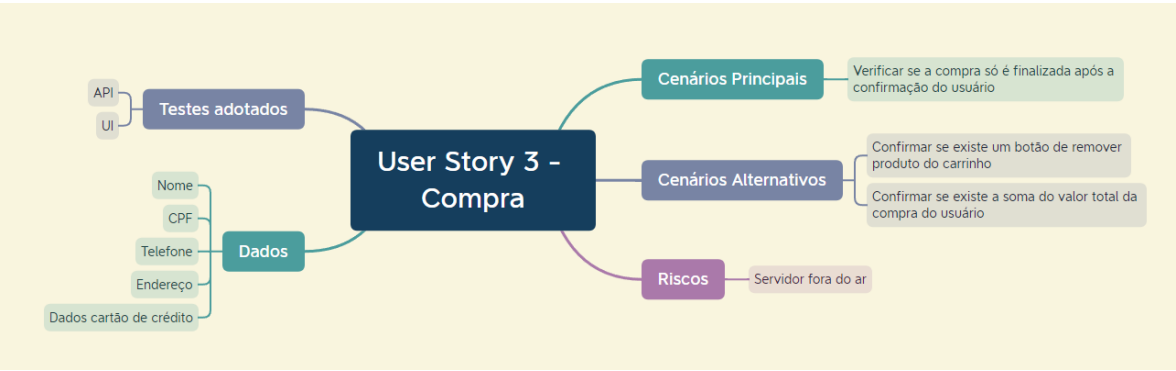 User Story 3 -
Compra
Testes adotados
API
UI
Dados
Nome
CPF
Telefone
Endereço
Dados cartão de crédito
Cenários Principais
Verificar se a compra só é finalizada após a
confirmação do usuário
Cenários Alternativos
Confirmar se existe um botão de remover
produto do carrinho
Confirmar se existe a soma do valor total da
compra do usuário
Riscos
Servidor fora do ar